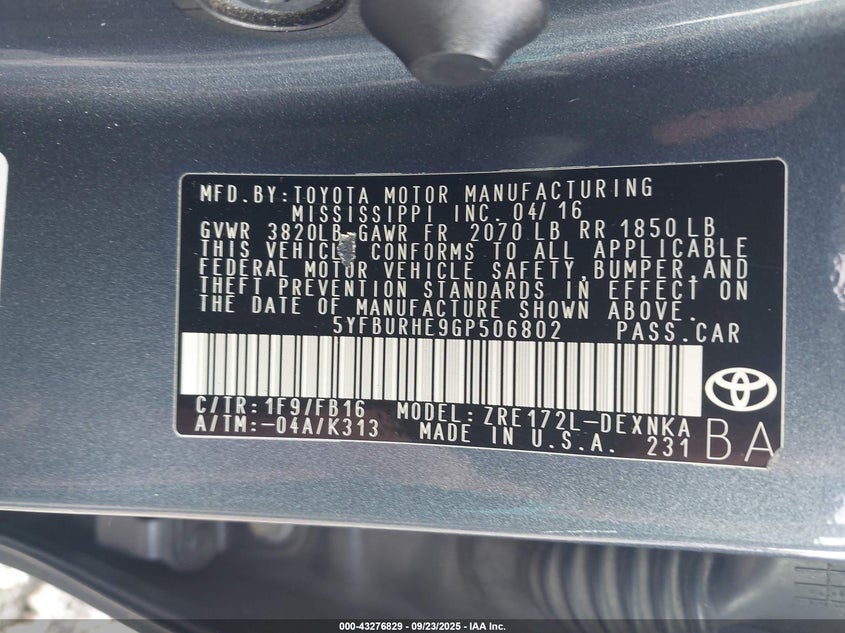 MFD.BY:TOYOTA MOTOR MANUFACTURING
MISSISSIPPI INC. 04/16
GVWR 3820LB GAWR FR 2070 LB RR 1850 LB
THIS VEHICLE CONFORMS TO ALL APPLICABLE
FEDERAL MOTOR VEHICLE SAFETY, BUMPER, AND
THEFT PREVENTION STANDARDS IN EFFECT ON
THE DATE OF MANUFACTURE SHOWN ABOVE.
5YFBURHE9GP506802 PASS.CAR
C/TR:1F9/FB16 MODEL:ZRE172L-DEXNKA
A/TM:-04A/K313 MADE IN U.S.A. 231 BA
000-43276829 - 09/23/2025 - IAA Inc.